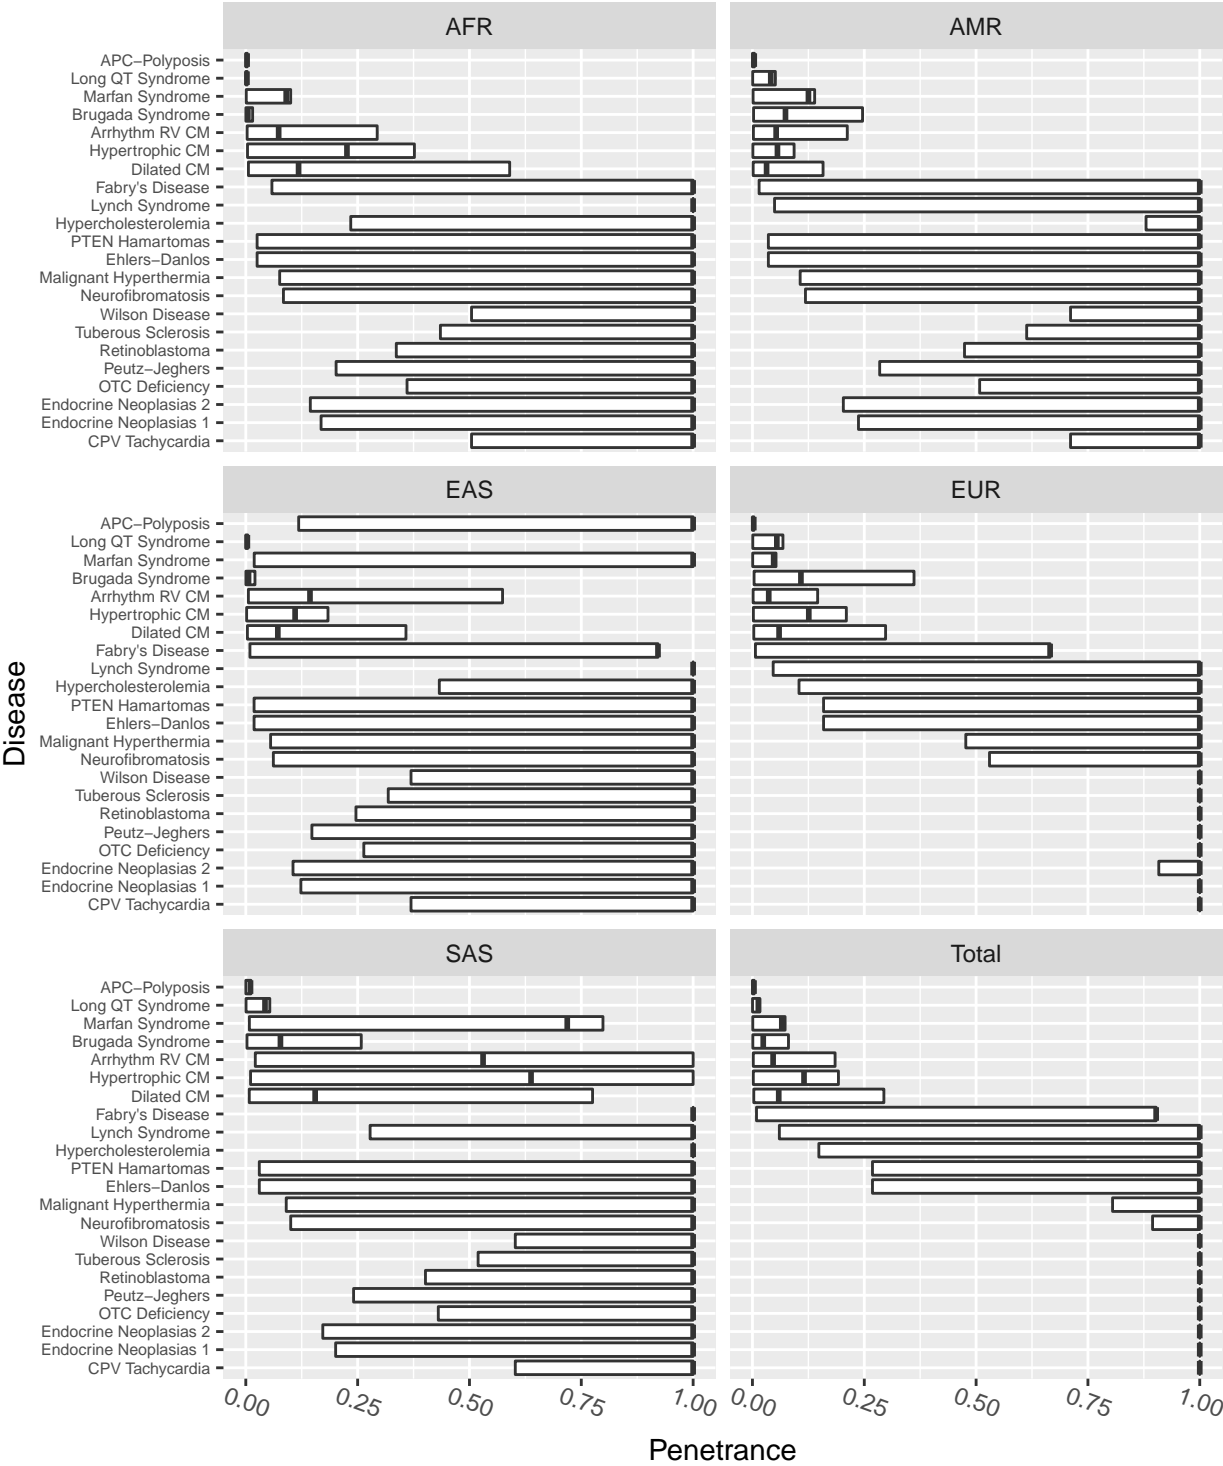 AFR
AMR
APC−Polyposis
Long QT Syndrome
Marfan Syndrome
Brugada Syndrome
Arrhythm RV CM
Hypertrophic CM
Dilated CM
Fabry's Disease
Lynch Syndrome
Hypercholesterolemia
PTEN Hamartomas
Ehlers−Danlos
Malignant Hyperthermia
Neurofibromatosis
Wilson Disease
Tuberous Sclerosis
Retinoblastoma
Peutz−Jeghers
OTC Deficiency
Endocrine Neoplasias 2
Endocrine Neoplasias 1
CPV Tachycardia
EAS
EUR
APC−Polyposis
Long QT Syndrome
Marfan Syndrome
Brugada Syndrome
Arrhythm RV CM
Hypertrophic CM
Dilated CM
Fabry's Disease
Lynch Syndrome
Hypercholesterolemia
PTEN Hamartomas
Ehlers−Danlos
Malignant Hyperthermia
Neurofibromatosis
Wilson Disease
Tuberous Sclerosis
Retinoblastoma
Peutz−Jeghers
OTC Deficiency
Endocrine Neoplasias 2
Endocrine Neoplasias 1
CPV Tachycardia
Disease
SAS
Total
APC−Polyposis
Long QT Syndrome
Marfan Syndrome
Brugada Syndrome
Arrhythm RV CM
Hypertrophic CM
Dilated CM
Fabry's Disease
Lynch Syndrome
Hypercholesterolemia
PTEN Hamartomas
Ehlers−Danlos
Malignant Hyperthermia
Neurofibromatosis
Wilson Disease
Tuberous Sclerosis
Retinoblastoma
Peutz−Jeghers
OTC Deficiency
Endocrine Neoplasias 2
Endocrine Neoplasias 1
CPV Tachycardia
0.00 0.25 0.50 0.75 1.00
0.00 0.25 0.50 0.75 1.00
Penetrance